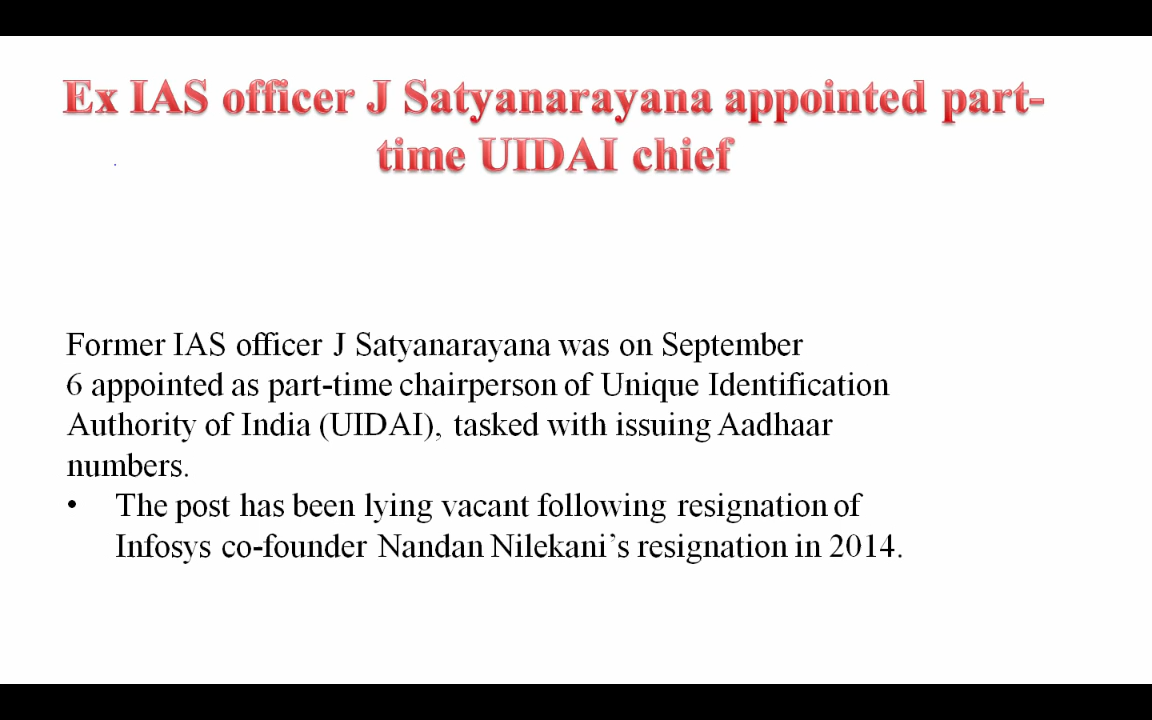 Ex IAS officer J Satyanarayana appointed part-
time UIDAI chief
Former IAS officer J Satyanarayana was on September
6 appointed as part-time chairperson of Unique Identification
Authority of India (UIDAI), tasked with issuing Aadhaar
numbers.
• The post has been lying vacant following resignation of
Infosys co-founder Nandan Nilekani’s resignation in 2014.